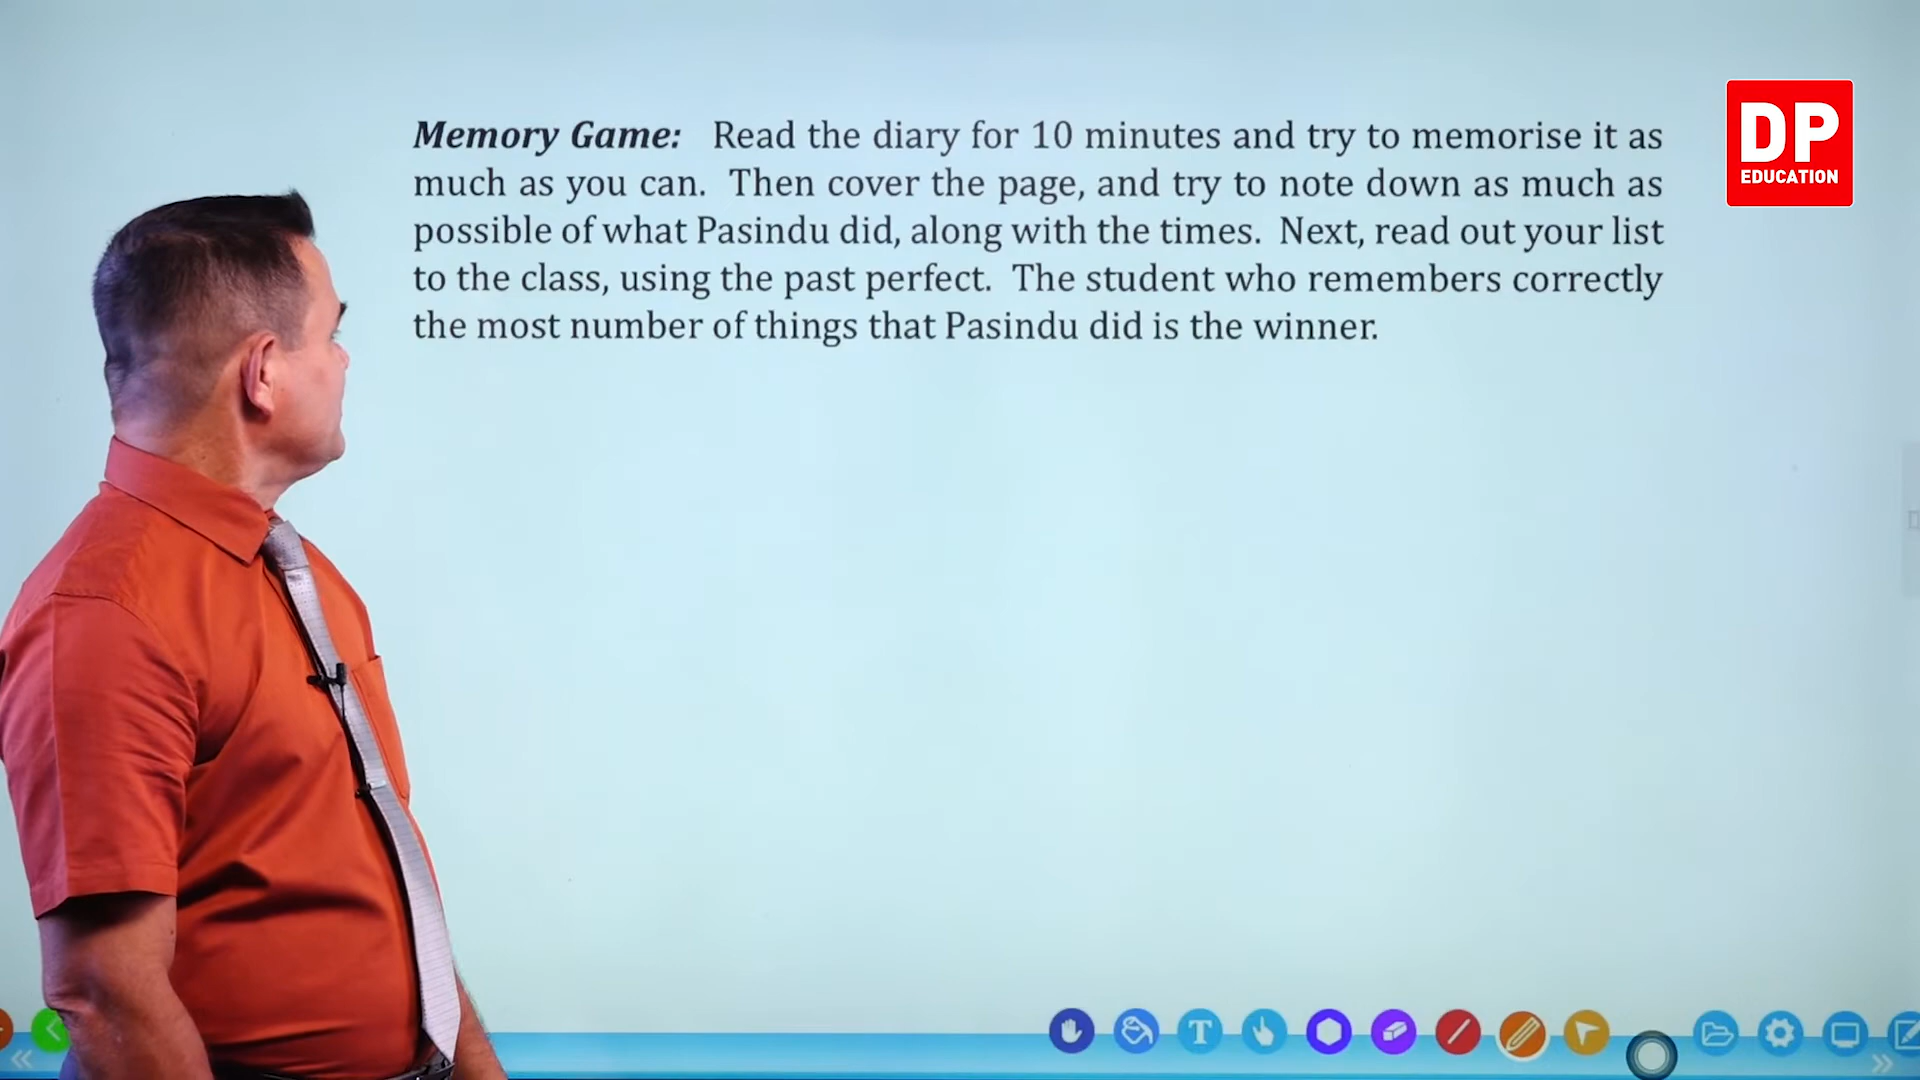 Memory Game: Read the diary for 10 minutes and try to memorise it as
much as you can. Then cover the page, and try to note down as much as
possible of what Pasindu did, along with the times. Next, read out your list
to the class, using the past perfect. The student who remembers correctly
the most number of things that Pasindu did is the winner.
DP
EDUCATION
T